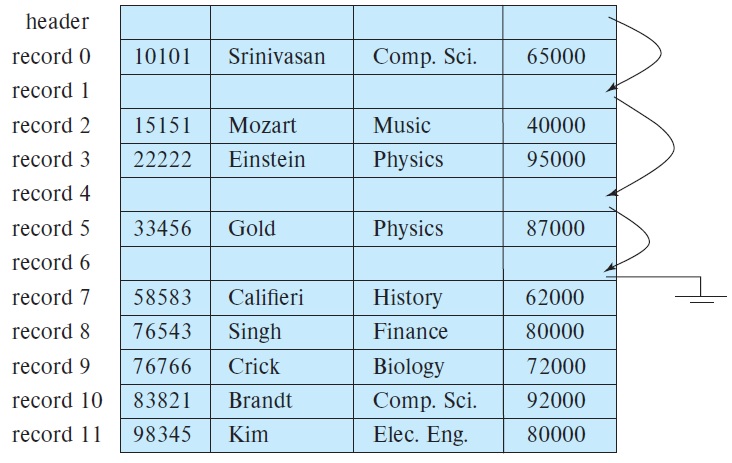 header
record 0 10101 Srinivasan Comp. Sci. 65000
record 1
record 2 15151 Mozart Music 40000
record 3 22222 Einstein Physics 95000
record 4
record 5 33456 Gold Physics 87000
record 6
record 7 58583 Califieri History 62000
record 8 76543 Singh Finance 80000
record 9 76766 Crick Biology 72000
record 10 83821 Brandt Comp. Sci. 92000
record 11 98345 Kim Elec. Eng. 80000